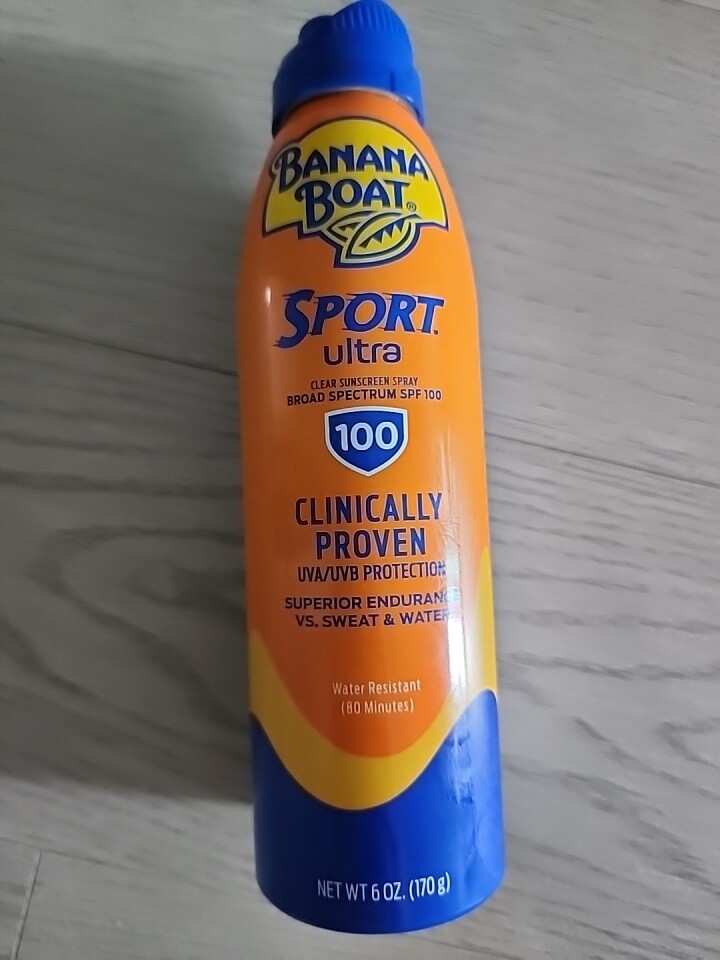 BANANA
BOAT®
SPORT™
ultra
CLEAR SUNSCREEN SPRAY
BROAD SPECTRUM SPF 100
100
CLINICALLY
PROVEN
UVA/UVB PROTECTION
SUPERIOR ENDURANCE
VS. SWEAT & WATER
Water Resistant
(80 Minutes)
NET WT 6 OZ. (170 g)